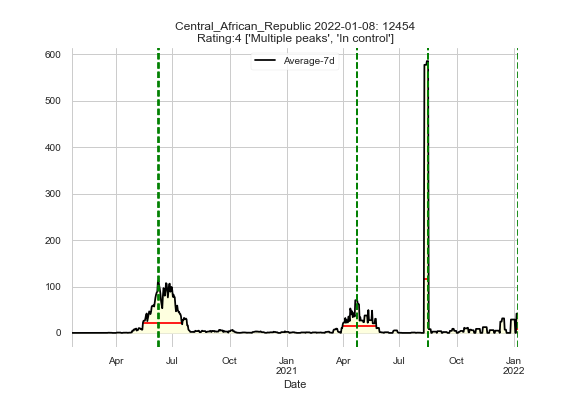 Central_African_Republic 2022-01-08: 12454
Rating:4 ['Multiple peaks', 'In control']
Average-7d
600
500
400
300
200
100
0
Apr
Jul
Oct
Jan
2021
Apr
Jul
Oct
Jan
2022
Date